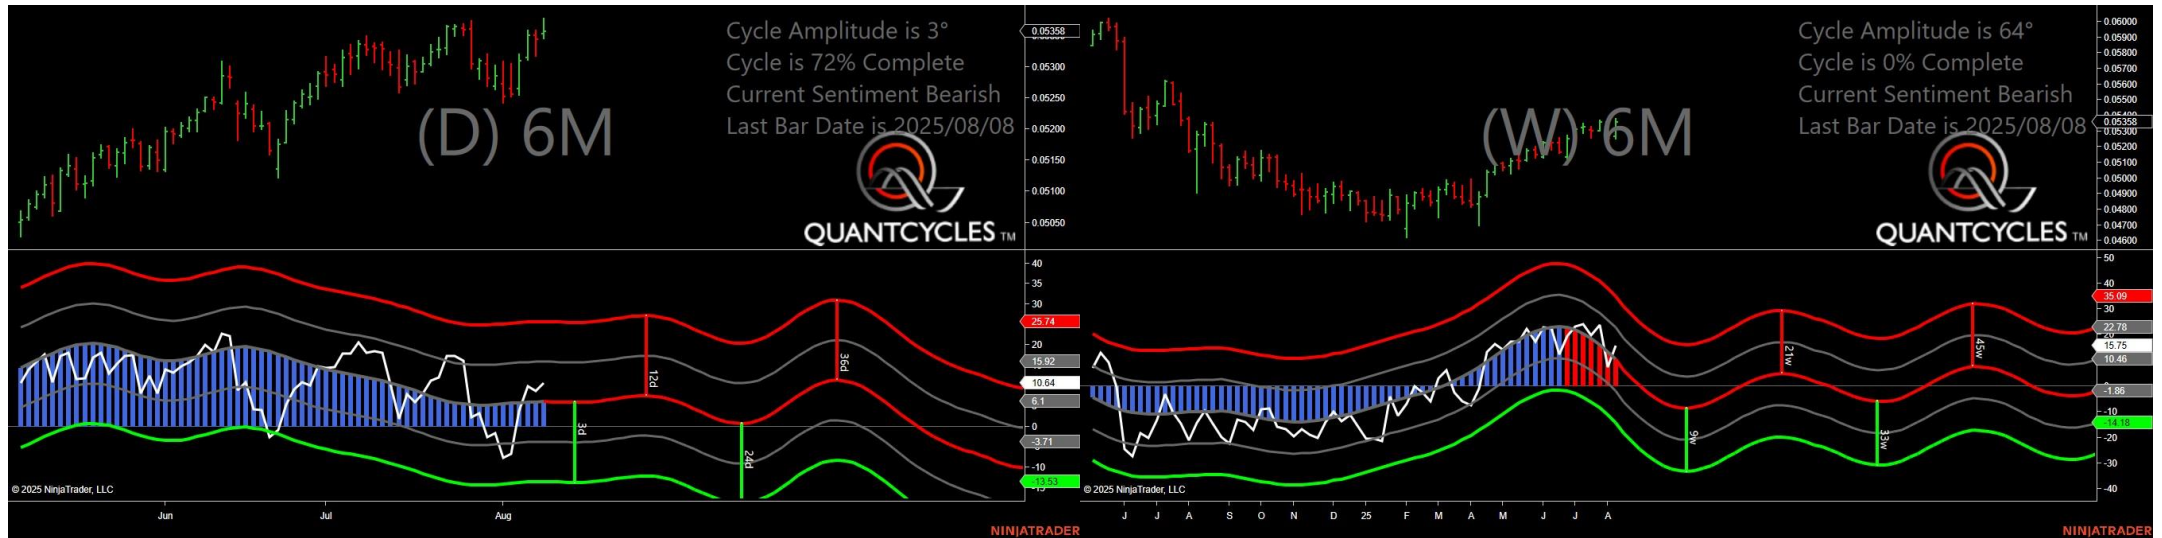 Cycle Amplitude is 3°
Cycle is 72% Complete
Current Sentiment Bearish
Last Bar Date is 2025/08/08
(D) 6M
QUANTCYCLES TM
0.05358
0.05300
0.05250
0.05200
0.05150
0.05100
0.05050
40
35
30
25.74
20
15.92
10.64
6.1
0
-3.71
-10
-13.53
3d
12d
24d
36d
© 2025 NinjaTrader, LLC
Jun
Jul
Aug
NINJATRADER
Cycle Amplitude is 64°
Cycle is 0% Complete
Current Sentiment Bearish
Last Bar Date is 2025/08/08
(W) 6M
QUANTCYCLES TM
0.06000
0.05900
0.05800
0.05700
0.05600
0.05500
0.05358
0.05300
0.05200
0.05100
0.05000
0.04900
0.04800
0.04700
0.04600
50
40
35.09
30
22.78
15.75
10.46
-1.86
-10
-14.18
-20
-30
-40
9w
21w
33w
45w
© 2025 NinjaTrader, LLC
J
J
A
S
O
N
D
25
F
M
A
M
J
J
A
NINJATRADER